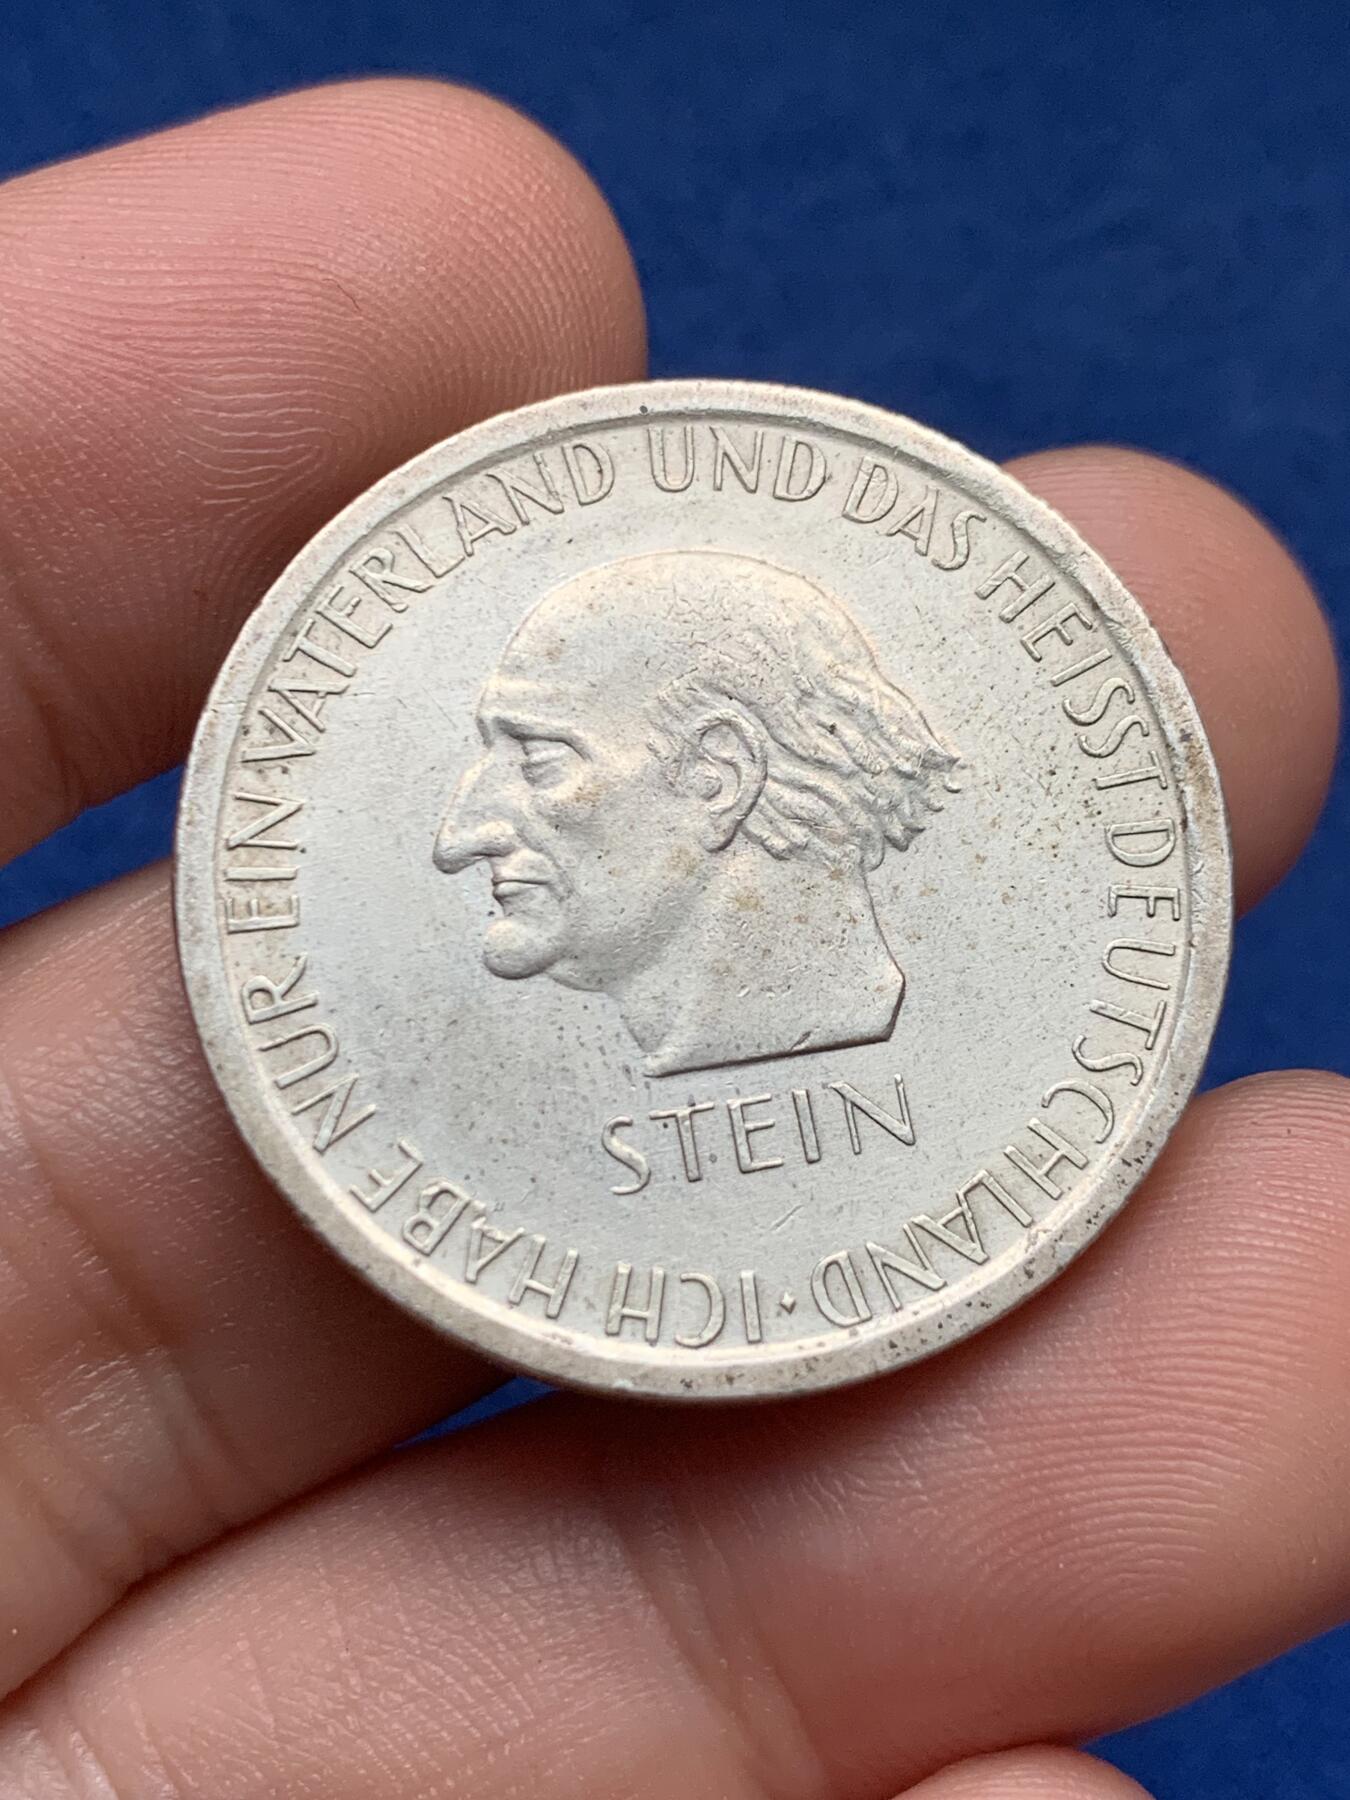 ICH HABE NUR EIN VATERLAND UND DAS HEISST DEUTSCHLAND ·
STEIN